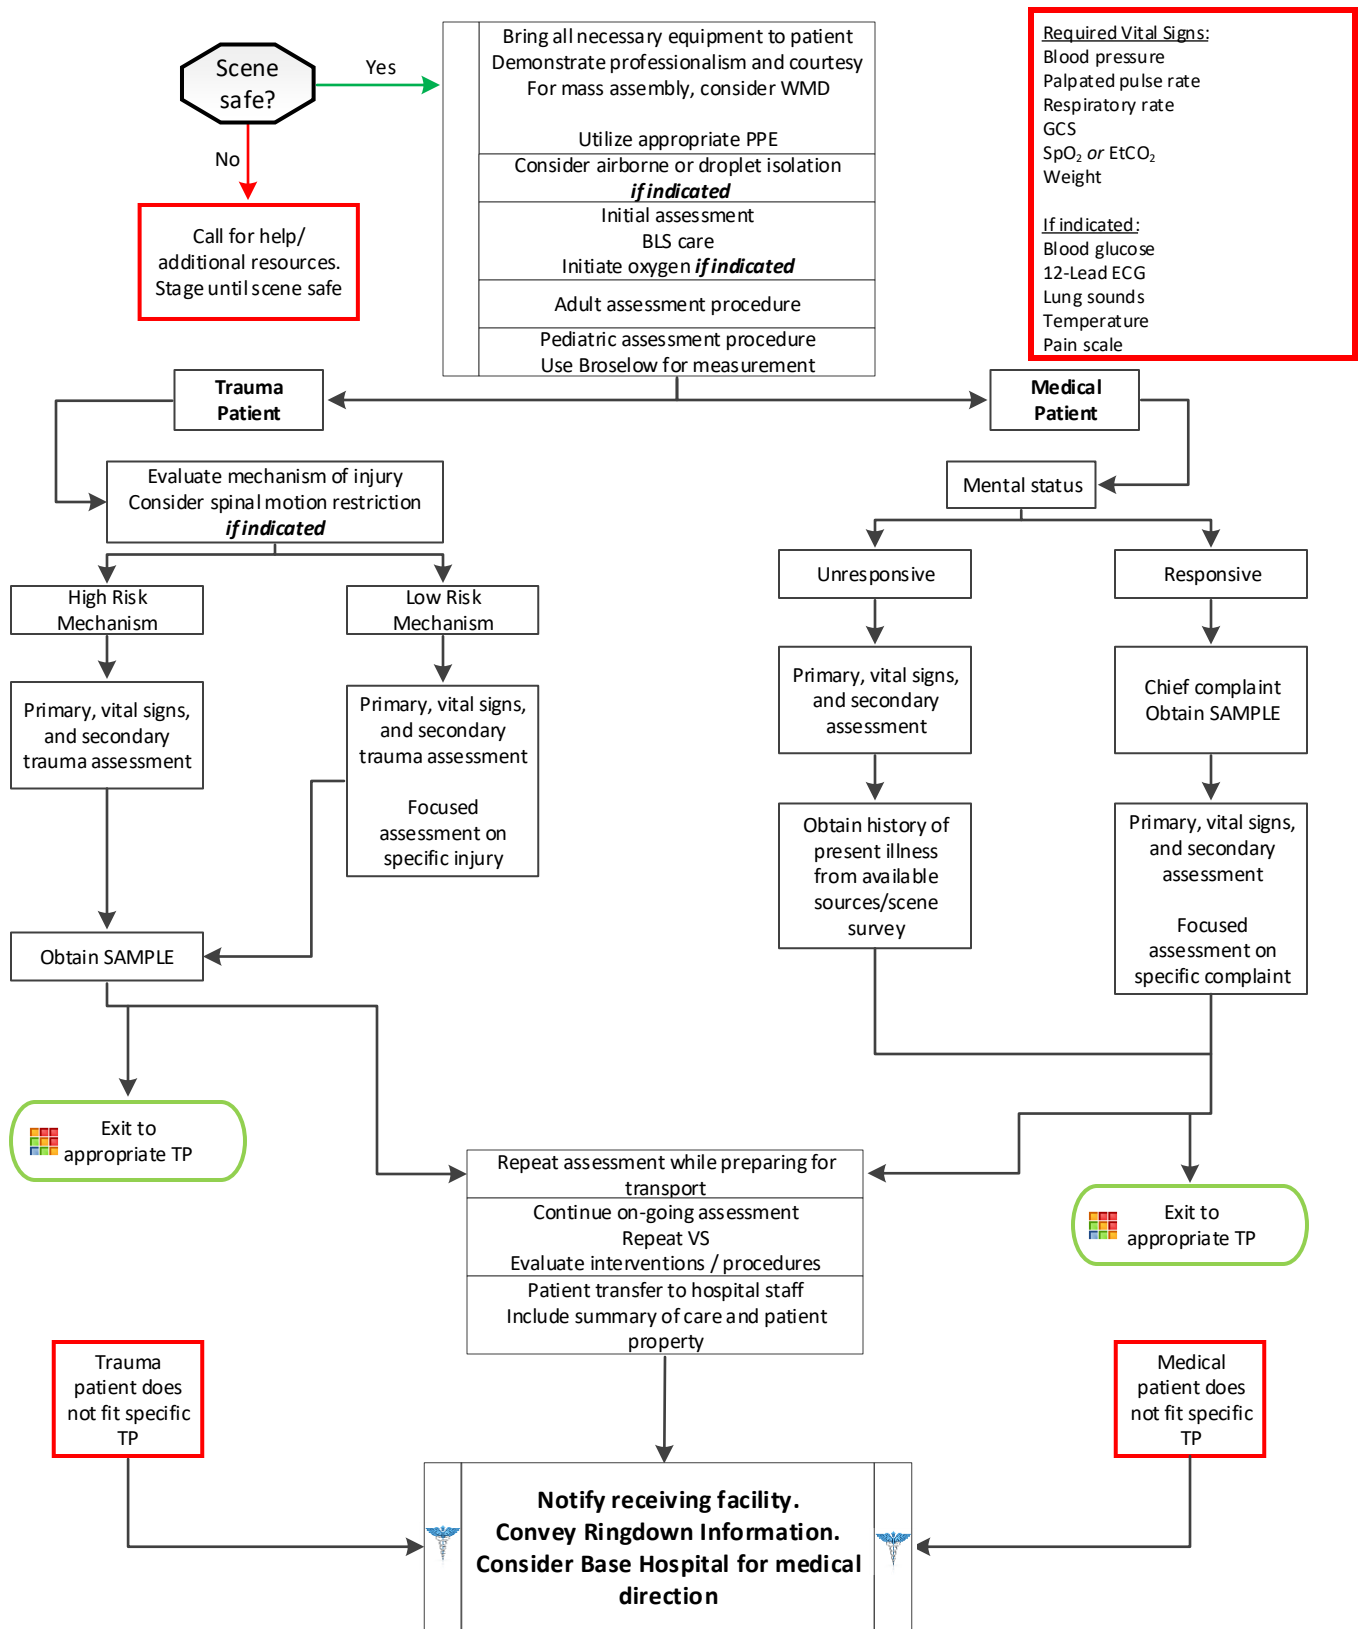 Scene
safe?
Yes
No
Call for help/
additional resources.
Stage until scene safe
Bring all necessary equipment to patient
Demonstrate professionalism and courtesy
For mass assembly, consider WMD
Utilize appropriate PPE
Consider airborne or droplet isolation
if indicated
Initial assessment
BLS care
Initiate oxygen if indicated
Adult assessment procedure
Pediatric assessment procedure
Use Broselow for measurement
Required Vital Signs:
Blood pressure
Palpated pulse rate
Respiratory rate
GCS
SpO₂ or EtCO₂
Weight
If indicated:
Blood glucose
12-Lead ECG
Lung sounds
Temperature
Pain scale
Trauma
Patient
Medical
Patient
Evaluate mechanism of injury
Consider spinal motion restriction
if indicated
Mental status
High Risk
Mechanism
Low Risk
Mechanism
Unresponsive
Responsive
Primary, vital signs,
and secondary
trauma assessment
Primary, vital signs,
and secondary
trauma assessment
Focused
assessment on
specific injury
Primary, vital signs,
and secondary
assessment
Chief complaint
Obtain SAMPLE
Obtain history of
present illness
from available
sources/scene
survey
Primary, vital signs,
and secondary
assessment
Focused
assessment on
specific complaint
Obtain SAMPLE
Exit to
appropriate TP
Repeat assessment while preparing for
transport
Continue on-going assessment
Repeat VS
Evaluate interventions / procedures
Patient transfer to hospital staff
Include summary of care and patient
property
Exit to
appropriate TP
Trauma
patient does
not fit specific
TP
Medical
patient does
not fit specific
TP
Notify receiving facility.
Convey Ringdown Information.
Consider Base Hospital for medical
direction